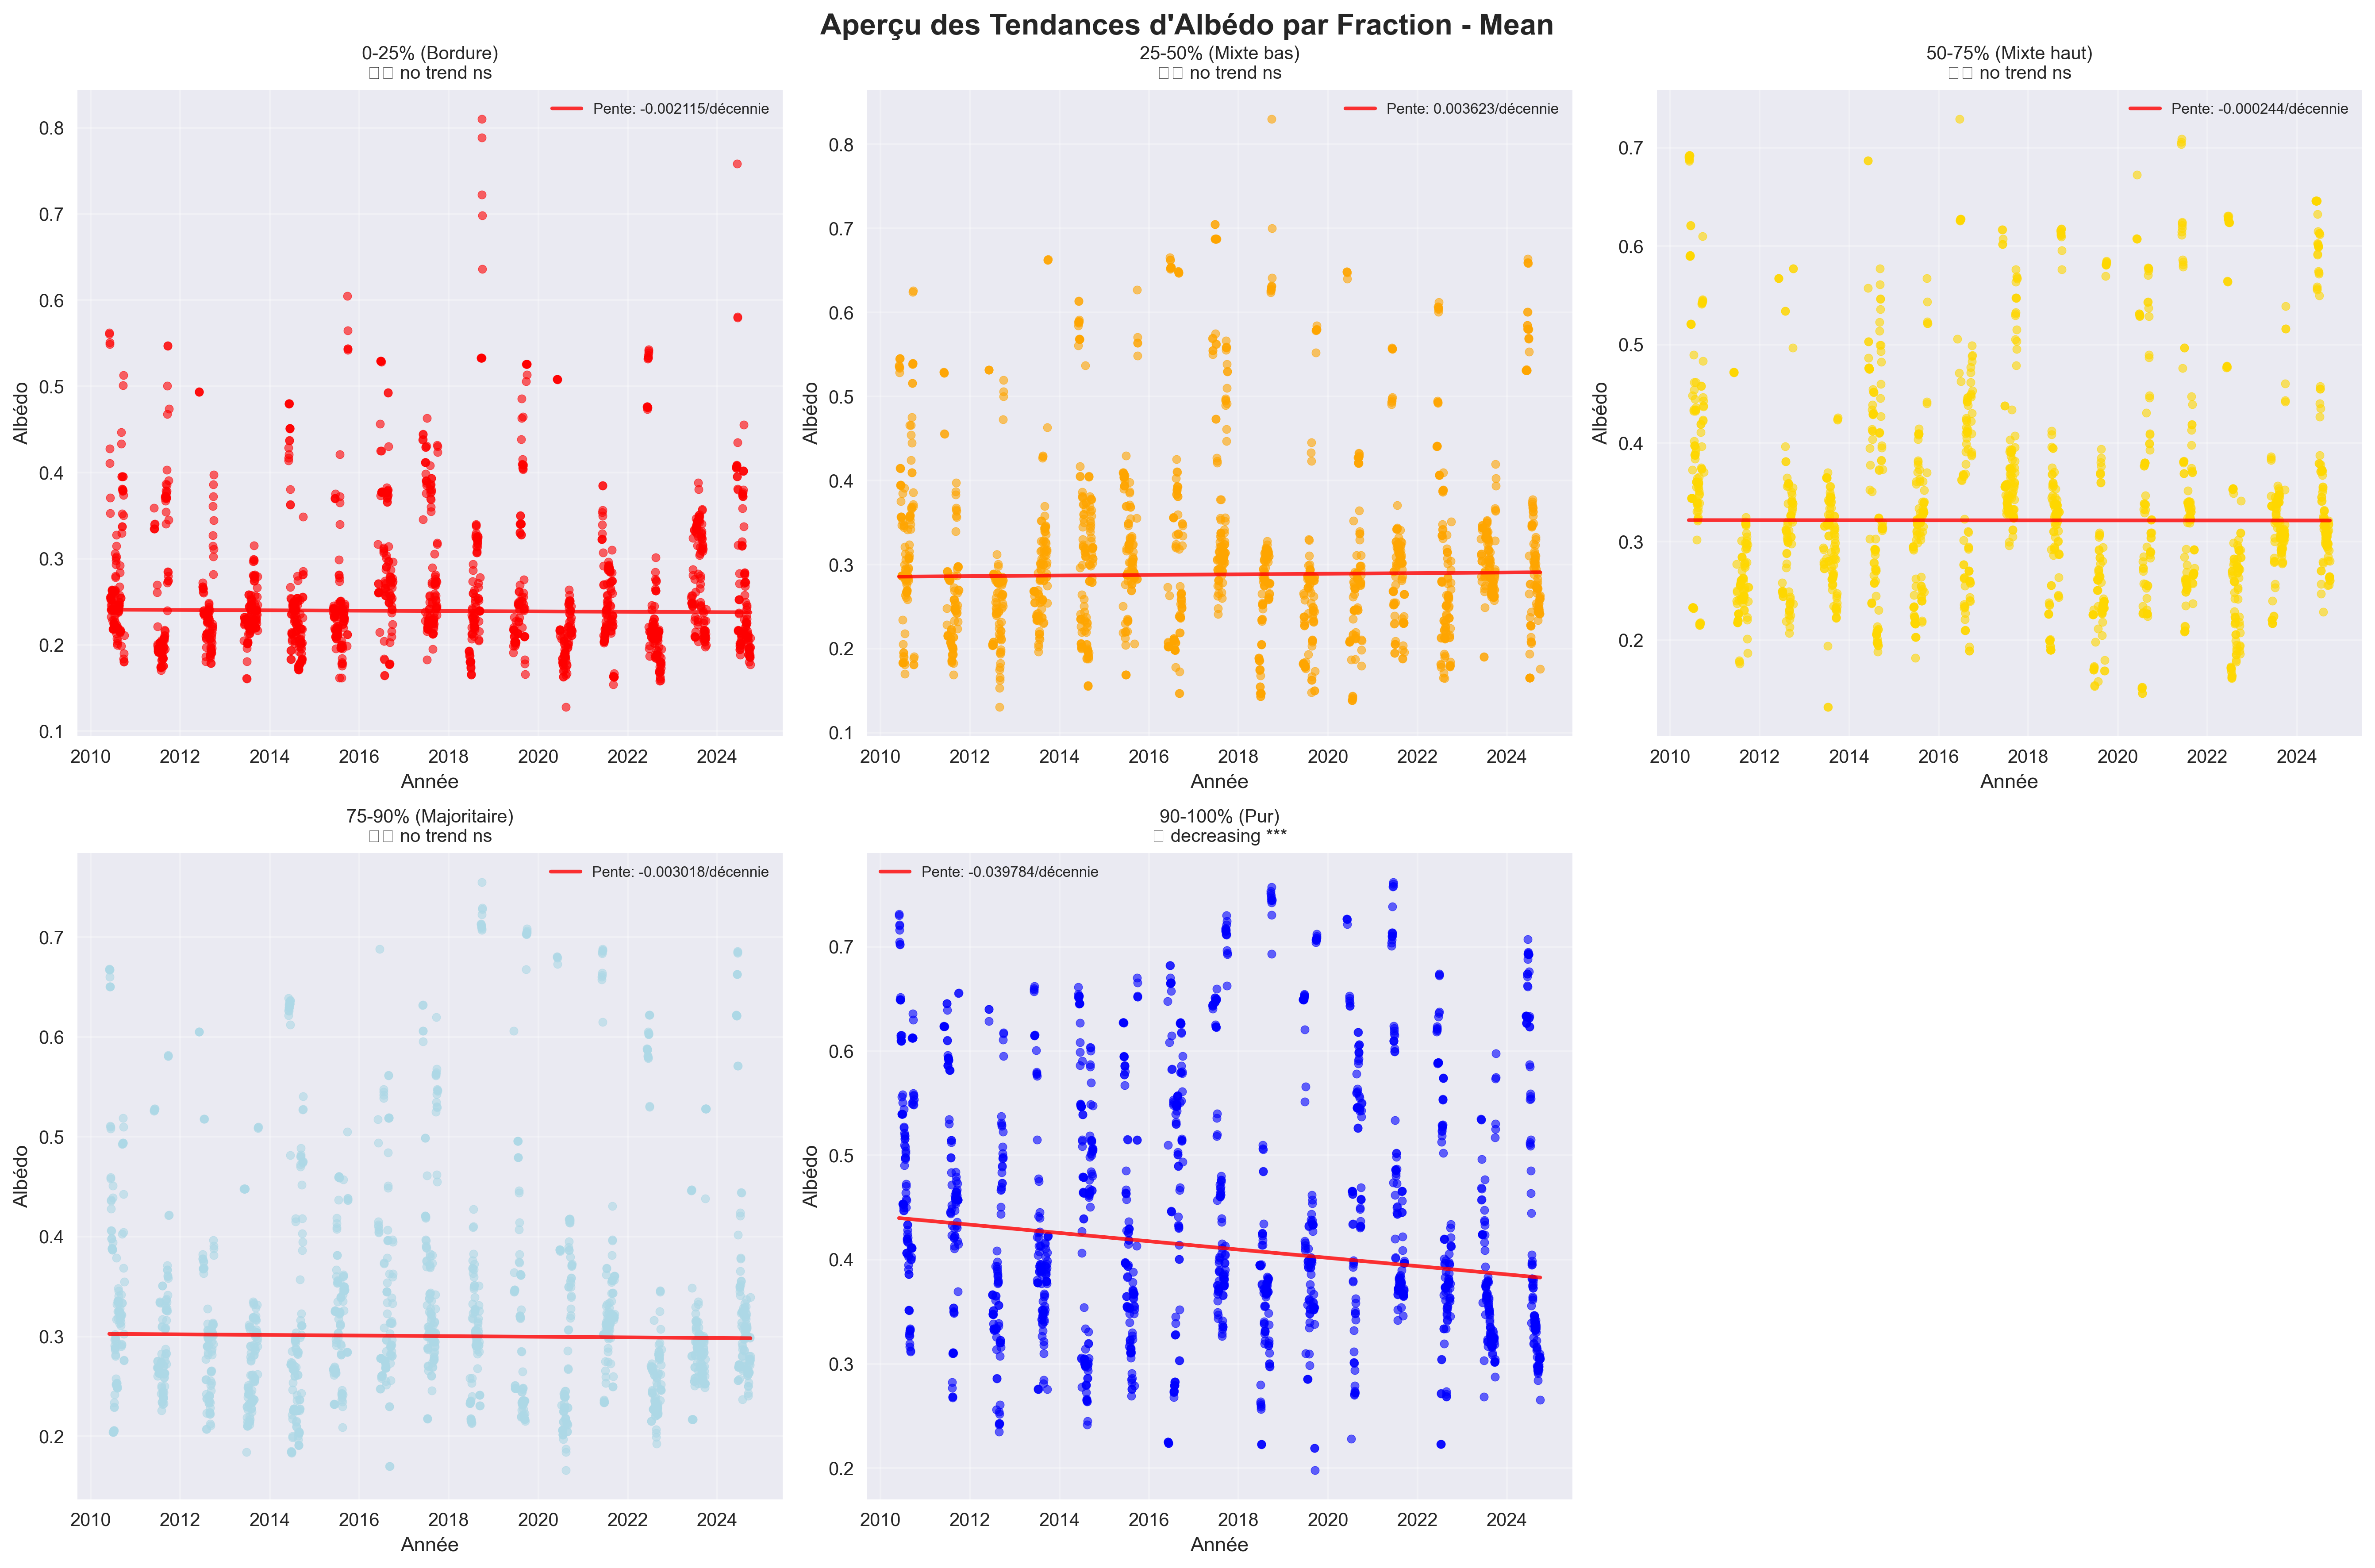 Aperçu des Tendances d'Albédo par Fraction - Mean
0-25% (Bordure)
□□ no trend ns
Pente: -0.002115/décennie
0.8
0.7
0.6
0.5
0.4
0.3
0.2
0.1
Albédo
2010 2012 2014 2016 2018 2020 2022 2024
Année
25-50% (Mixte bas)
□□ no trend ns
Pente: 0.003623/décennie
0.8
0.7
0.6
0.5
0.4
0.3
0.2
0.1
Albédo
2010 2012 2014 2016 2018 2020 2022 2024
Année
50-75% (Mixte haut)
□□ no trend ns
Pente: -0.000244/décennie
0.7
0.6
0.5
0.4
0.3
0.2
Albédo
2010 2012 2014 2016 2018 2020 2022 2024
Année
75-90% (Majoritaire)
□□ no trend ns
Pente: -0.003018/décennie
0.7
0.6
0.5
0.4
0.3
0.2
Albédo
2010 2012 2014 2016 2018 2020 2022 2024
Année
90-100% (Pur)
□ decreasing ***
Pente: -0.039784/décennie
0.7
0.6
0.5
0.4
0.3
0.2
Albédo
2010 2012 2014 2016 2018 2020 2022 2024
Année